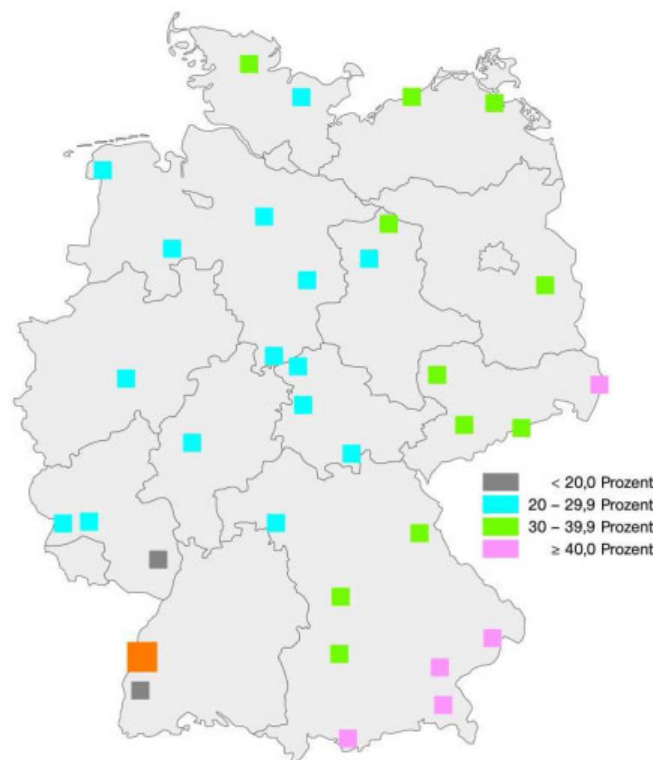 < 20,0 Prozent
20 – 29,9 Prozent
30 – 39,9 Prozent
≥ 40,0 Prozent